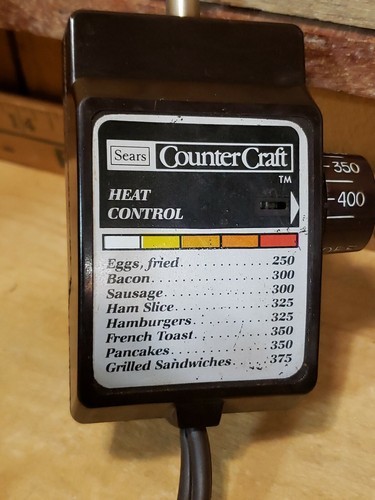 Sears CounterCraft
TM
HEAT
CONTROL
350
400
Eggs, fried 250
Bacon 300
Sausage 300
Ham Slice 325
Hamburgers 325
French Toast 350
Pancakes 350
Grilled Sandwiches 375